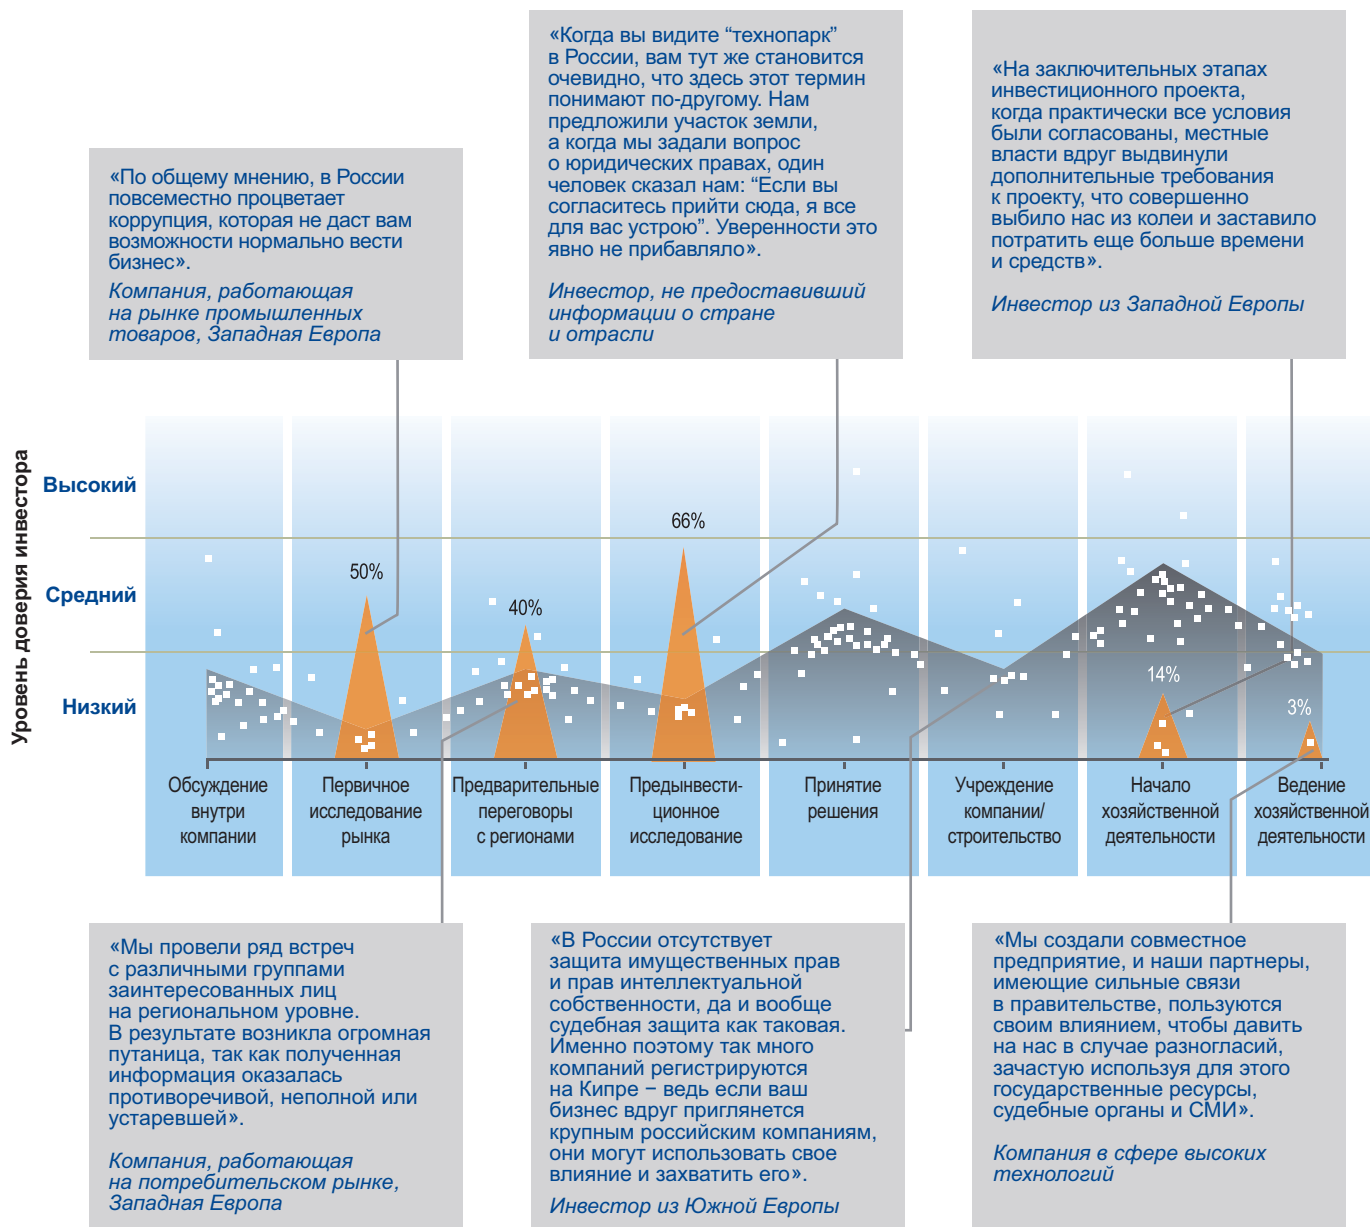 «По общему мнению, в России
повсеместно процветает
коррупция, которая не даст вам
возможности нормально вести
бизнес».
Компания, работающая
на рынке промышленных
товаров, Западная Европа
«Когда вы видите “технопарк”
в России, вам тут же становится
очевидно, что здесь этот термин
понимают по-другому. Нам
предложили участок земли,
а когда мы задали вопрос
о юридических правах, один
человек сказал нам: “Если вы
согласитесь прийти сюда, я все
для вас устрою”. Уверенности это
явно не прибавляло».
Инвестор, не предоставивший
информации о стране
и отрасли
«На заключительных этапах
инвестиционного проекта,
когда практически все условия
были согласованы, местные
власти вдруг выдвинули
дополнительные требования
к проекту, что совершенно
выбило нас из колеи и заставило
потратить еще больше времени
и средств».
Инвестор из Западной Европы
Уровень доверия инвестора
Высокий
Средний
Низкий
50%
40%
66%
14%
3%
Обсуждение
внутри
компании
Первичное
исследование
рынка
Предварительные
переговоры
с регионами
Предынвести-
ционное
исследование
Принятие
решения
Учреждение
компании/
строительство
Начало
хозяйственной
деятельности
Ведение
хозяйственной
деятельности
«Мы провели ряд встреч
с различными группами
заинтересованных лиц
на региональном уровне.
В результате возникла огромная
путаница, так как полученная
информация оказалась
противоречивой, неполной или
устаревшей».
Компания, работающая
на потребительском рынке,
Западная Европа
«В России отсутствует
защита имущественных прав
и прав интеллектуальной
собственности, да и вообще
судебная защита как таковая.
Именно поэтому так много
компаний регистрируются
на Кипре – ведь если ваш
бизнес вдруг приглянется
крупным российским компаниям,
они могут использовать свое
влияние и захватить его».
Инвестор из Южной Европы
«Мы создали совместное
предприятие, и наши партнеры,
имеющие сильные связи
в правительстве, пользуются
своим влиянием, чтобы давить
на нас в случае разногласий,
зачастую используя для этого
государственные ресурсы,
судебные органы и СМИ».
Компания в сфере высоких
технологий